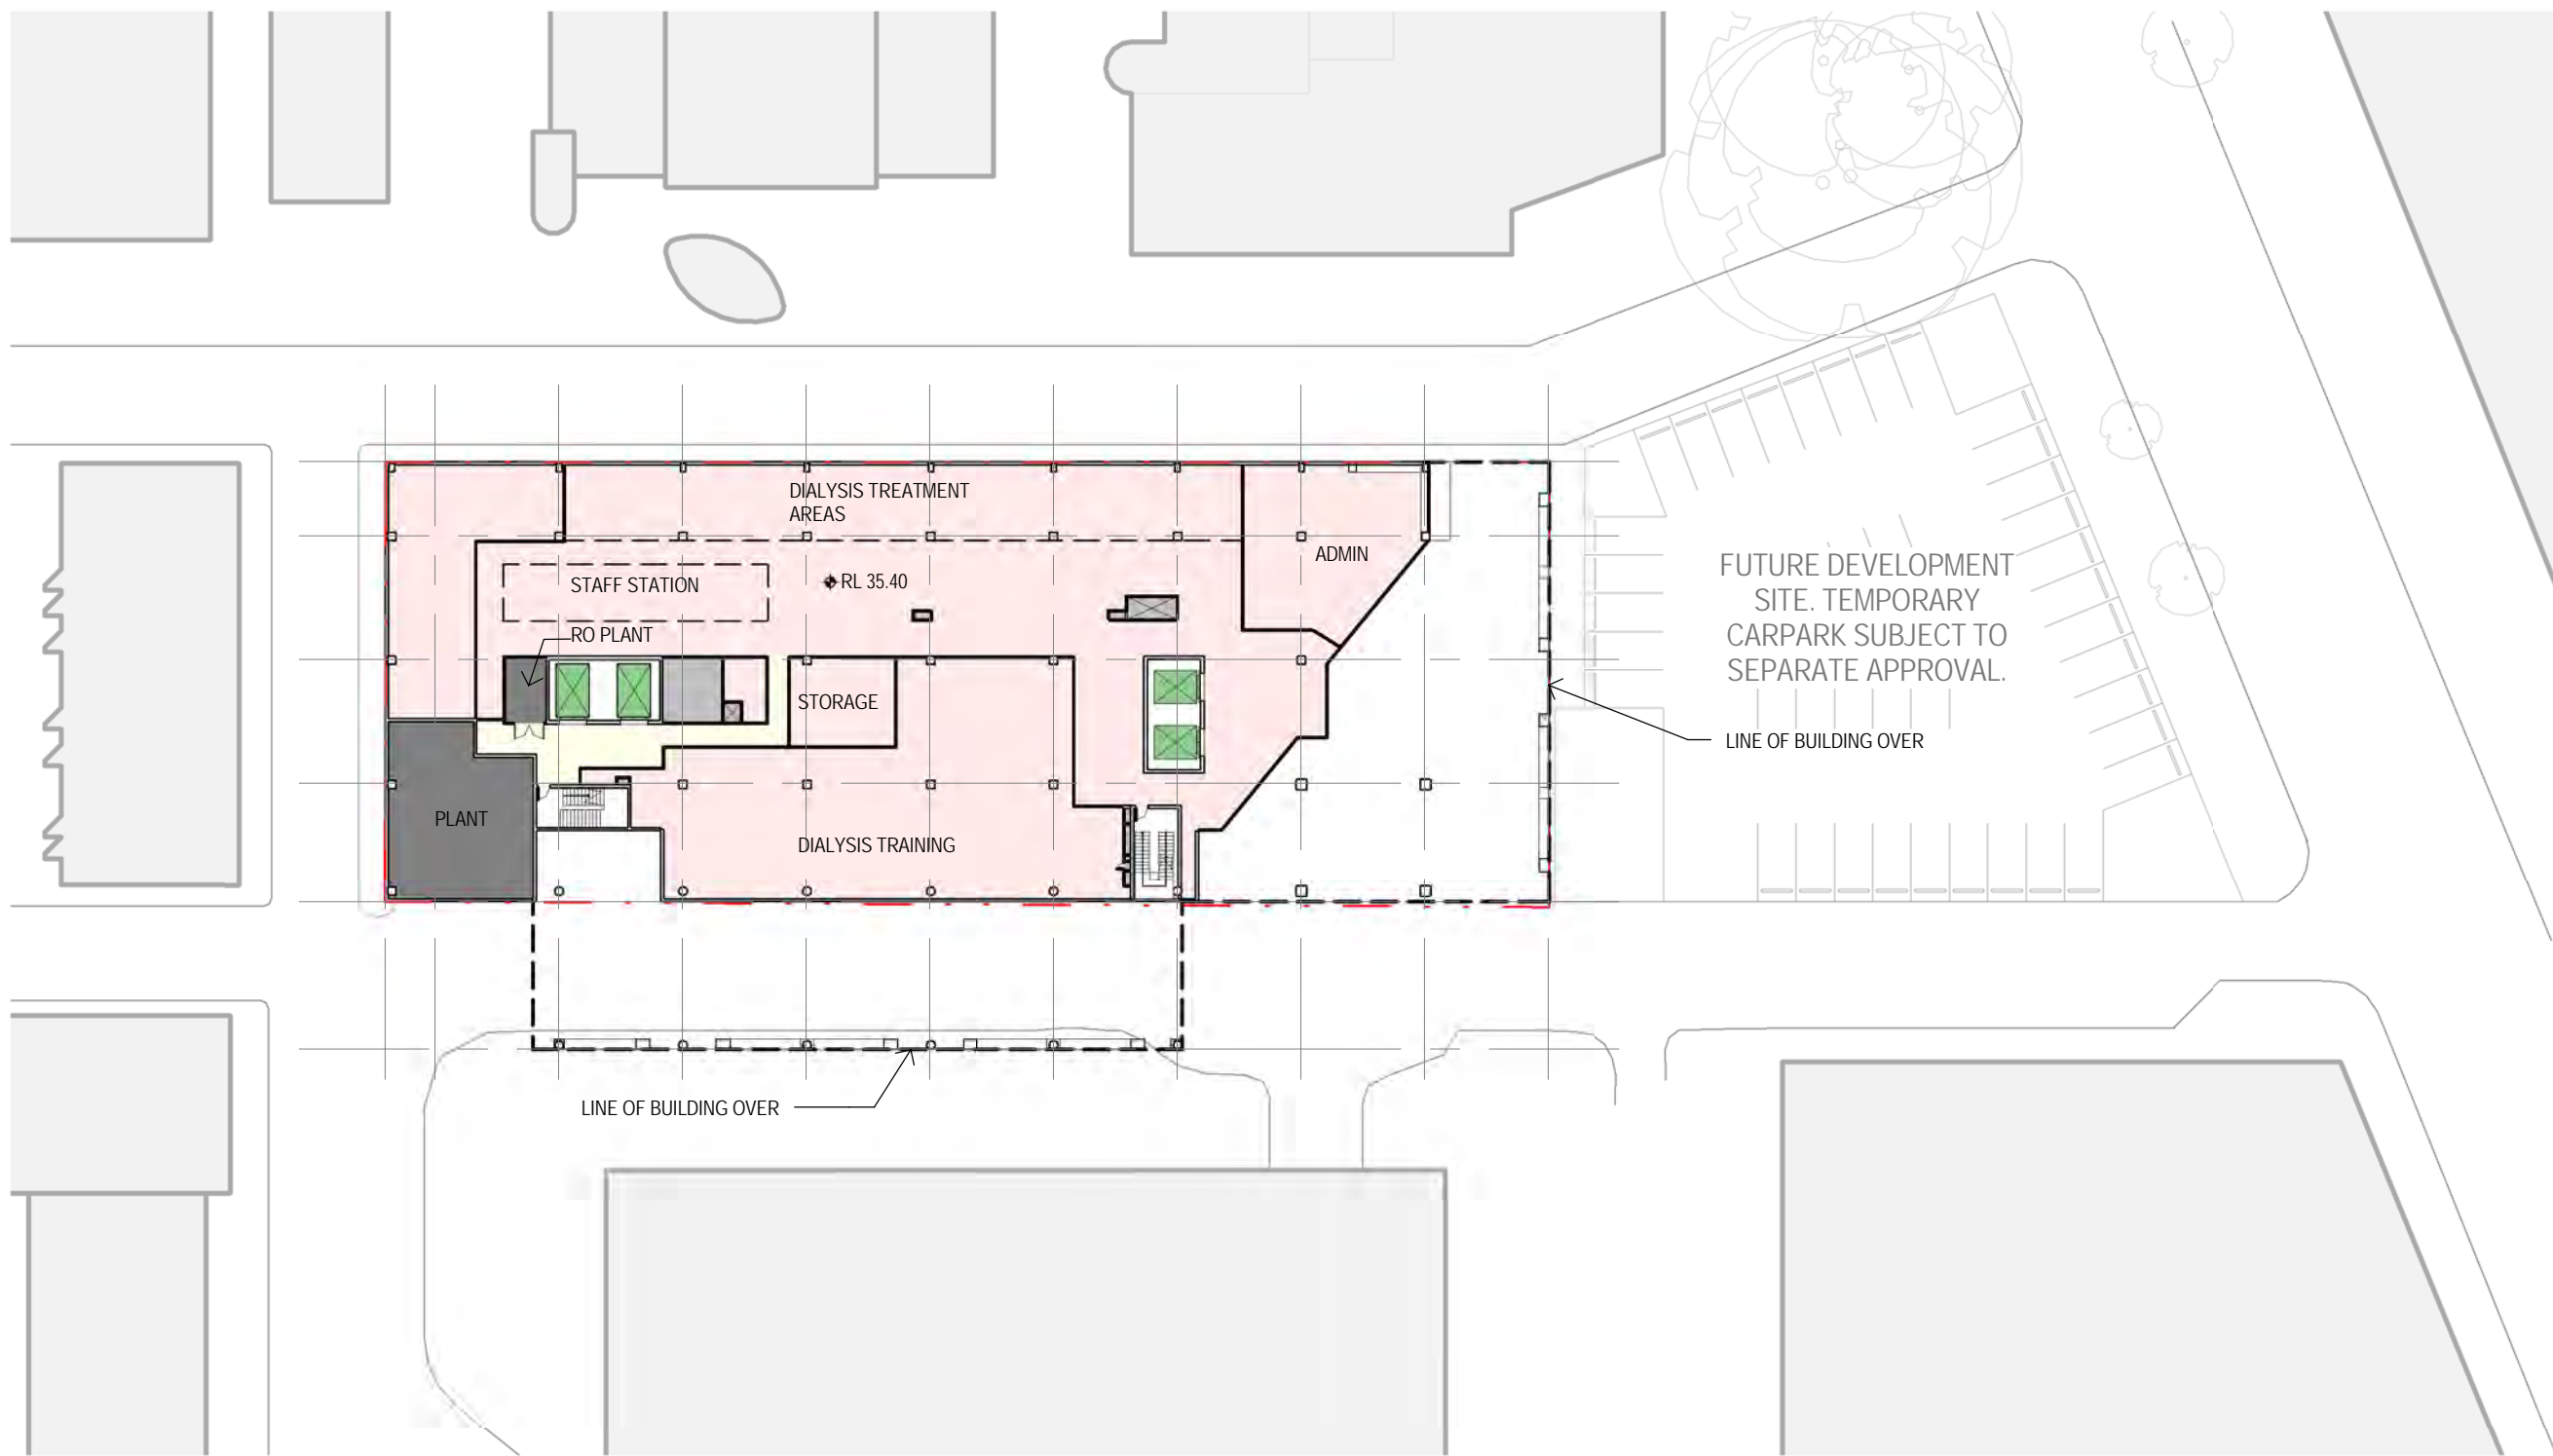 DIALYSIS TREATMENT
AREAS
ADMIN
STAFF STATION
RL 35.40
RO PLANT
STORAGE
PLANT
DIALYSIS TRAINING
FUTURE DEVELOPMENT
SITE. TEMPORARY
CARPARK SUBJECT TO
SEPARATE APPROVAL.
LINE OF BUILDING OVER
LINE OF BUILDING OVER